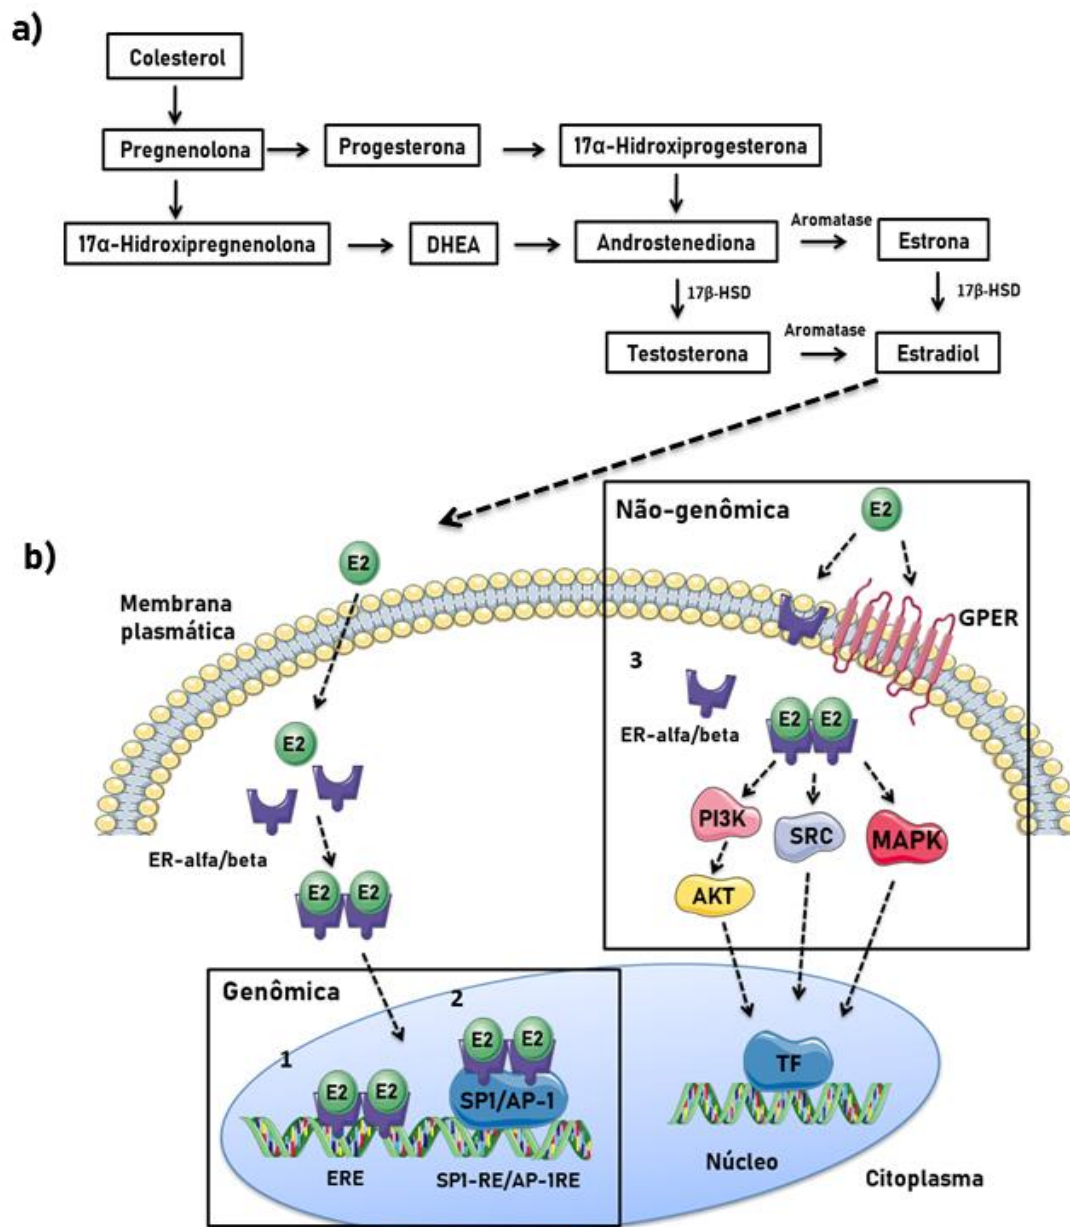 a)
Colesterol
Pregnenolona
Progesterona
17α-Hidroxiprogesterona
17α-Hidroxipregnenolona
DHEA
Androstenediona
Aromatase
Estrona
17β-HSD
17β-HSD
Testosterona
Aromatase
Estradiol
b)
E2
Membrana
plasmática
E2
ER-alfa/beta
E2 E2
Não-genômica
E2
GPER
3
ER-alfa/beta
E2 E2
PI3K
SRC
MAPK
AKT
Genômica
1
2
E2 E2
E2 E2
SP1/AP-1
ERE
SP1-RE/AP-1RE
TF
Núcleo
Citoplasma